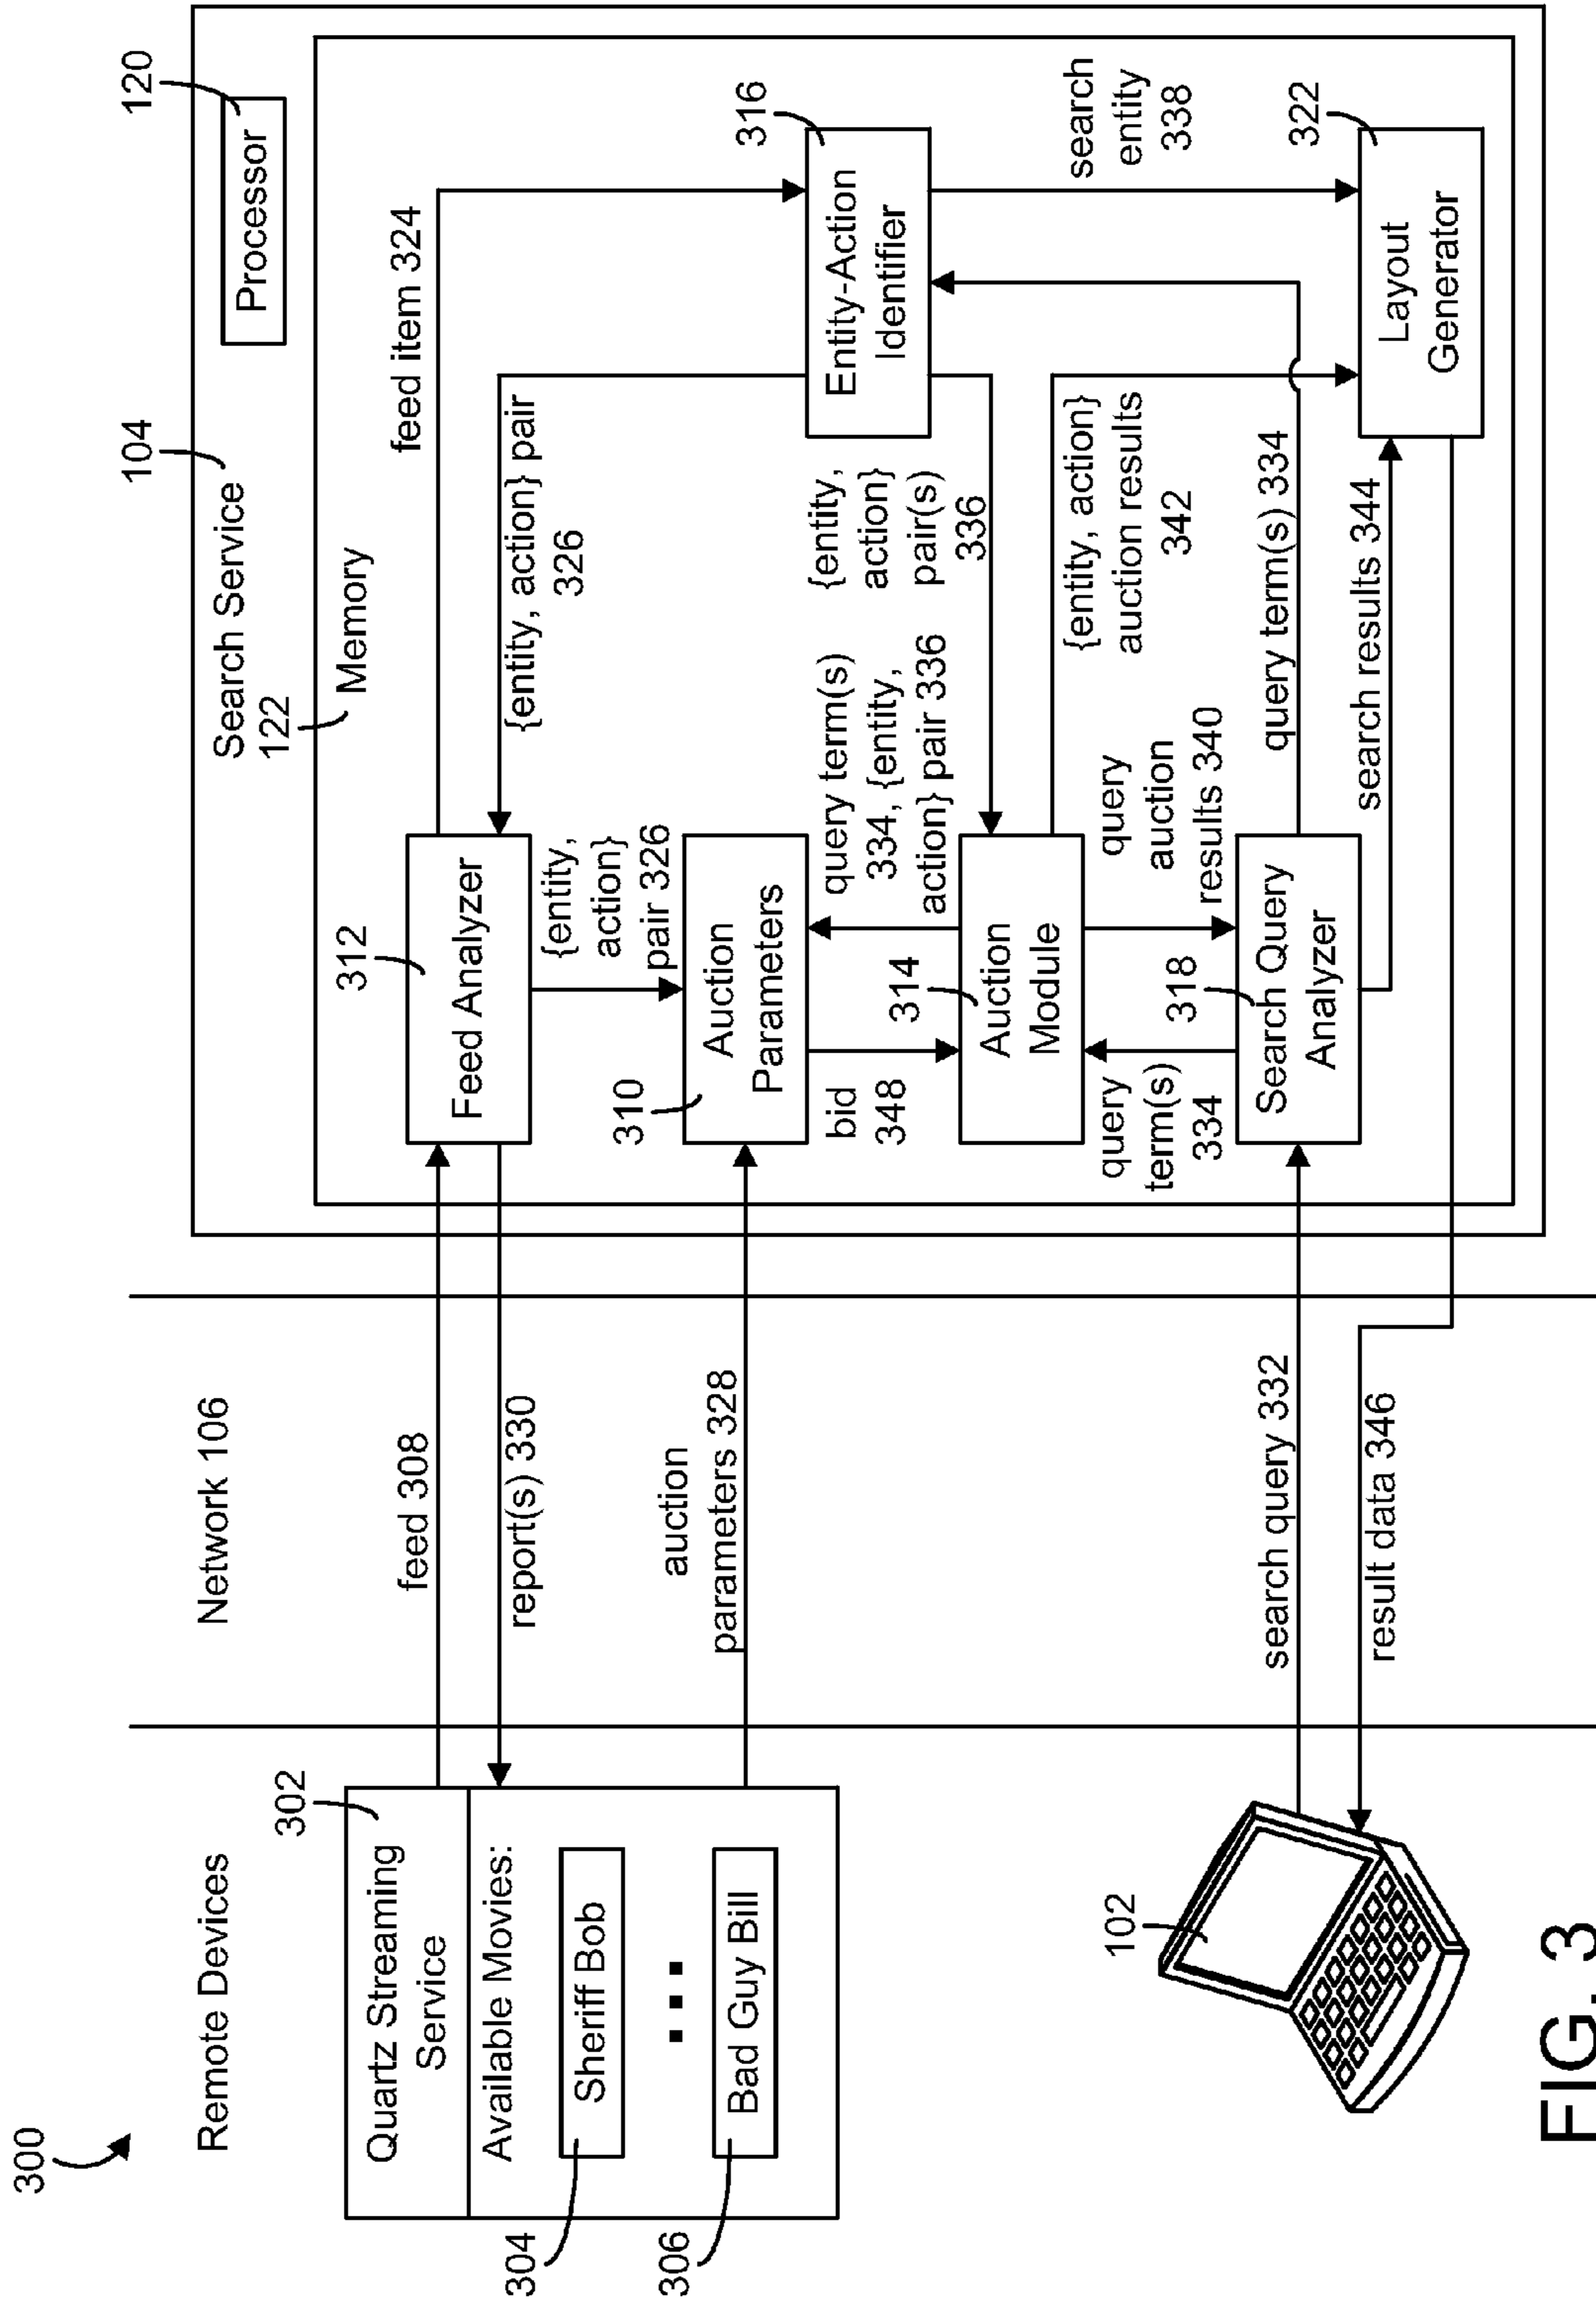 300
Remote Devices
Network 106
104
Search Service
122
Memory
120
Processor
302
Quartz Streaming
Service
Available Movies:
304
Sheriff Bob
306
Bad Guy Bill
feed 308
report(s) 330
auction
parameters 328
312
Feed Analyzer
feed item 324
{entity, action} pair
326
{entity,
action}
pair 326
310
Auction
Parameters
316
Entity-Action
Identifier
bid
348
query term(s)
334, {entity,
action} pair 336
{entity,
action}
pair(s)
336
314
Auction
Module
query
term(s)
334
318
query
auction
results 340
{entity, action}
auction results
342
search
entity
338
102
search query 332
result data 346
Search Query
Analyzer
query term(s) 334
search results 344
322
Layout
Generator
FIG. 3